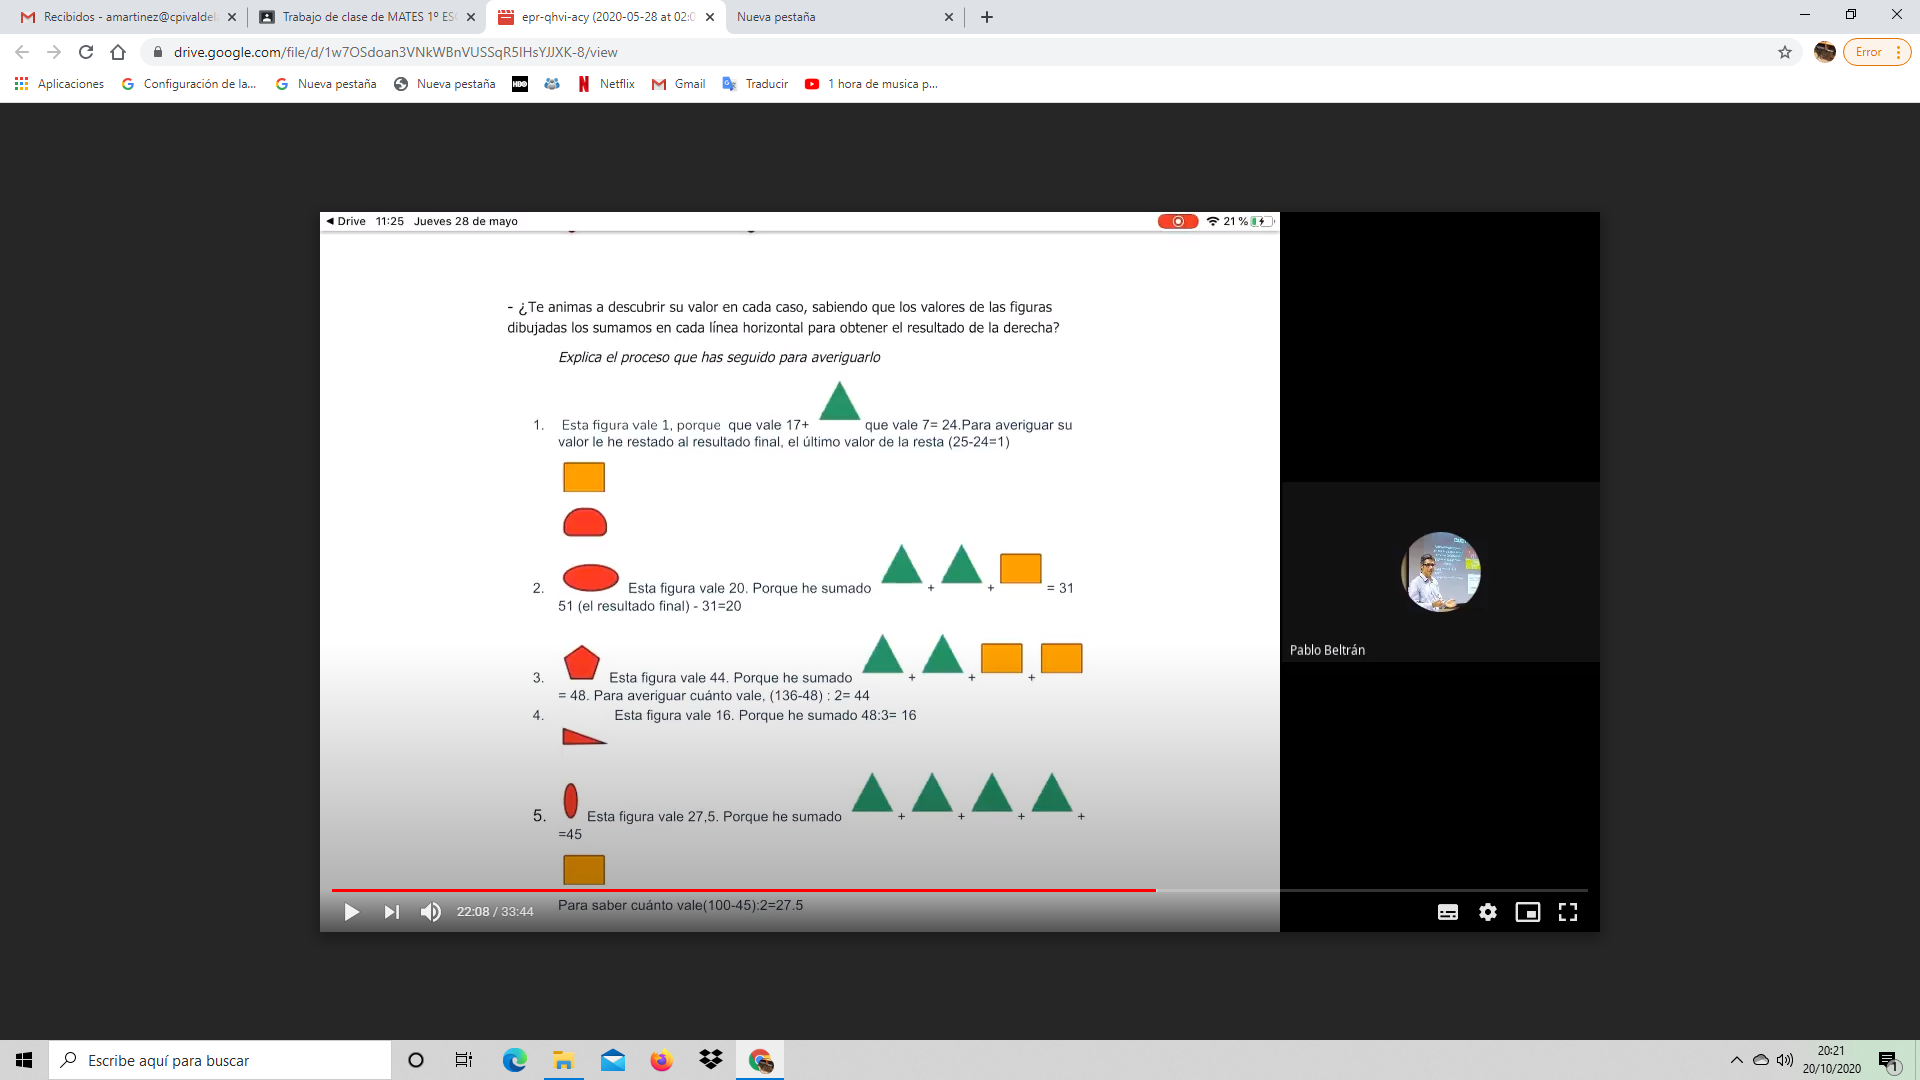 Recibidos - amartinez@cpivaldel
Trabajo de clase de MATES 1º ES
epr-qhvi-acy (2020-05-28 at 02:0
Nueva pestaña
drive.google.com/file/d/1w7OSdoan3VNkWBnVUSSqR5IHsYJJXK-8/view
Error
Aplicaciones
Configuración de la...
Nueva pestaña
Nueva pestaña
HBO
Netflix
Gmail
Traducir
1 hora de musica p...
Drive 11:25 Jueves 28 de mayo
21 %
- ¿Te animas a descubrir su valor en cada caso, sabiendo que los valores de las figuras
dibujadas los sumamos en cada línea horizontal para obtener el resultado de la derecha?
Explica el proceso que has seguido para averiguarlo
1. Esta figura vale 1, porque que vale 17+ que vale 7= 24.Para averiguar su
valor le he restado al resultado final, el último valor de la resta (25-24=1)
2. Esta figura vale 20. Porque he sumado + + = 31
51 (el resultado final) - 31=20
3. Esta figura vale 44. Porque he sumado + + +
= 48. Para averiguar cuánto vale, (136-48) : 2= 44
4. Esta figura vale 16. Porque he sumado 48:3= 16
5. Esta figura vale 27,5. Porque he sumado + + + +
=45
Para saber cuánto vale(100-45):2=27.5
Pablo Beltrán
22:08 / 33:44
Escribe aquí para buscar
20:21
20/10/2020
1